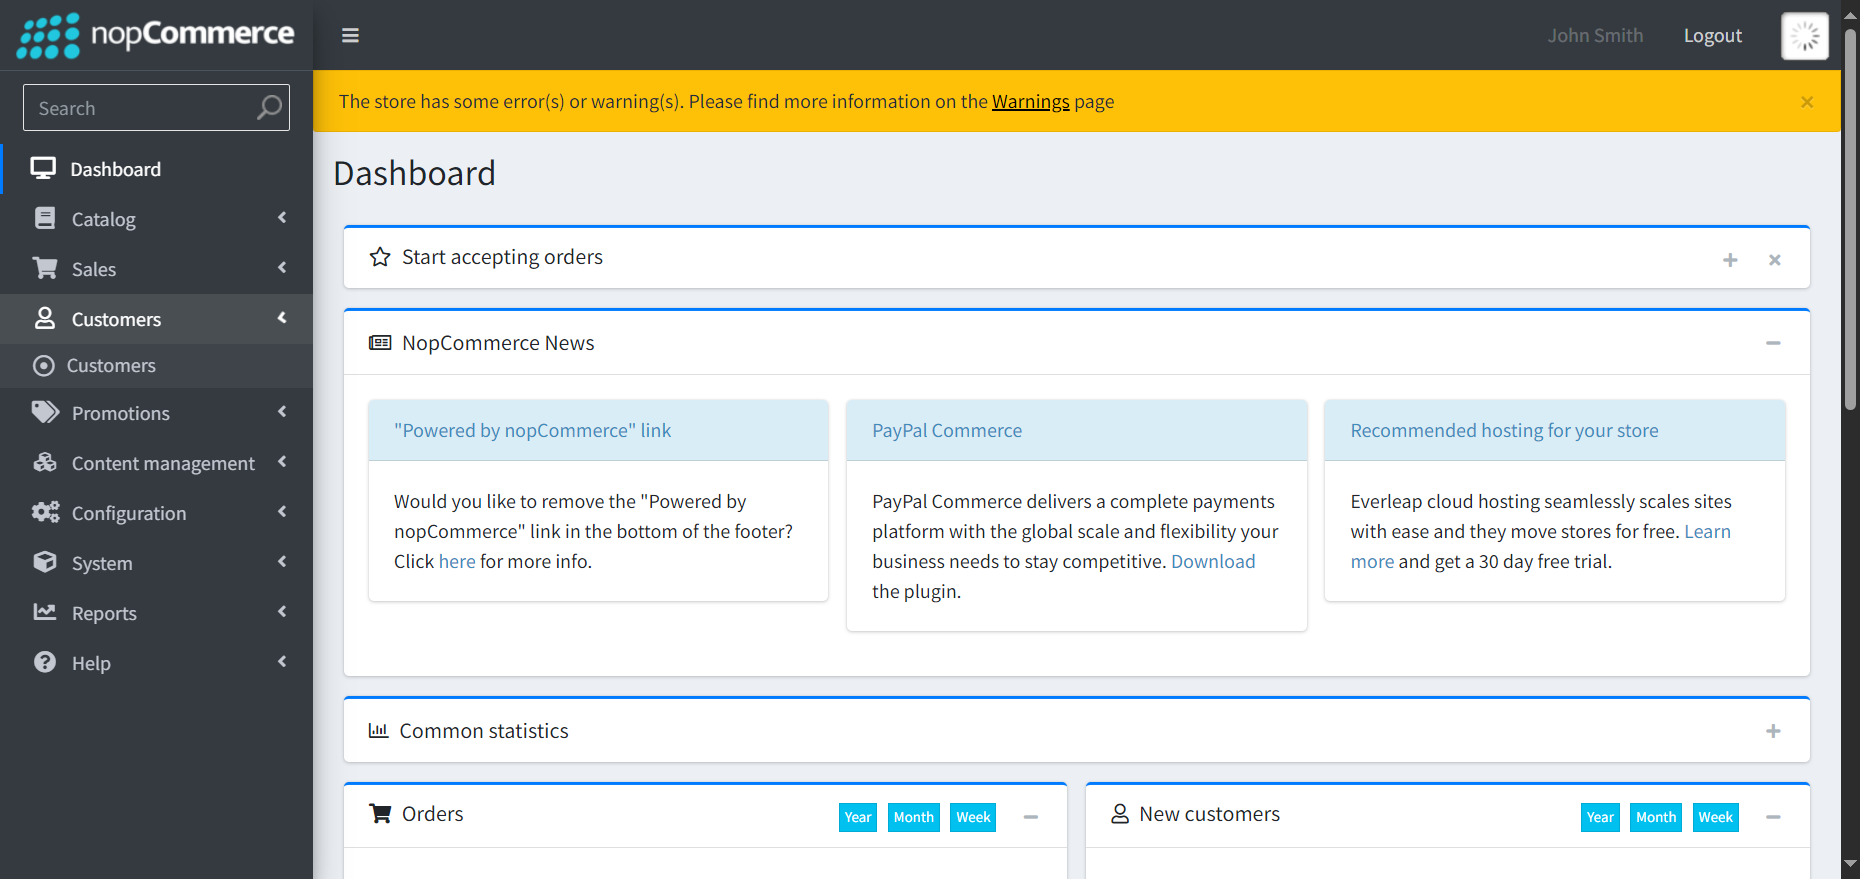 nopCommerce
John Smith
Logout
Search
The store has some error(s) or warning(s). Please find more information on the Warnings page
Dashboard
Catalog
Sales
Customers
Customers
Promotions
Content management
Configuration
System
Reports
Help
Dashboard
Start accepting orders
NopCommerce News
"Powered by nopCommerce" link
Would you like to remove the "Powered by
nopCommerce" link in the bottom of the footer?
Click here for more info.
PayPal Commerce
PayPal Commerce delivers a complete payments
platform with the global scale and flexibility your
business needs to stay competitive. Download
the plugin.
Recommended hosting for your store
Everleap cloud hosting seamlessly scales sites
with ease and they move stores for free. Learn
more and get a 30 day free trial.
Common statistics
Orders
Year Month Week
New customers
Year Month Week